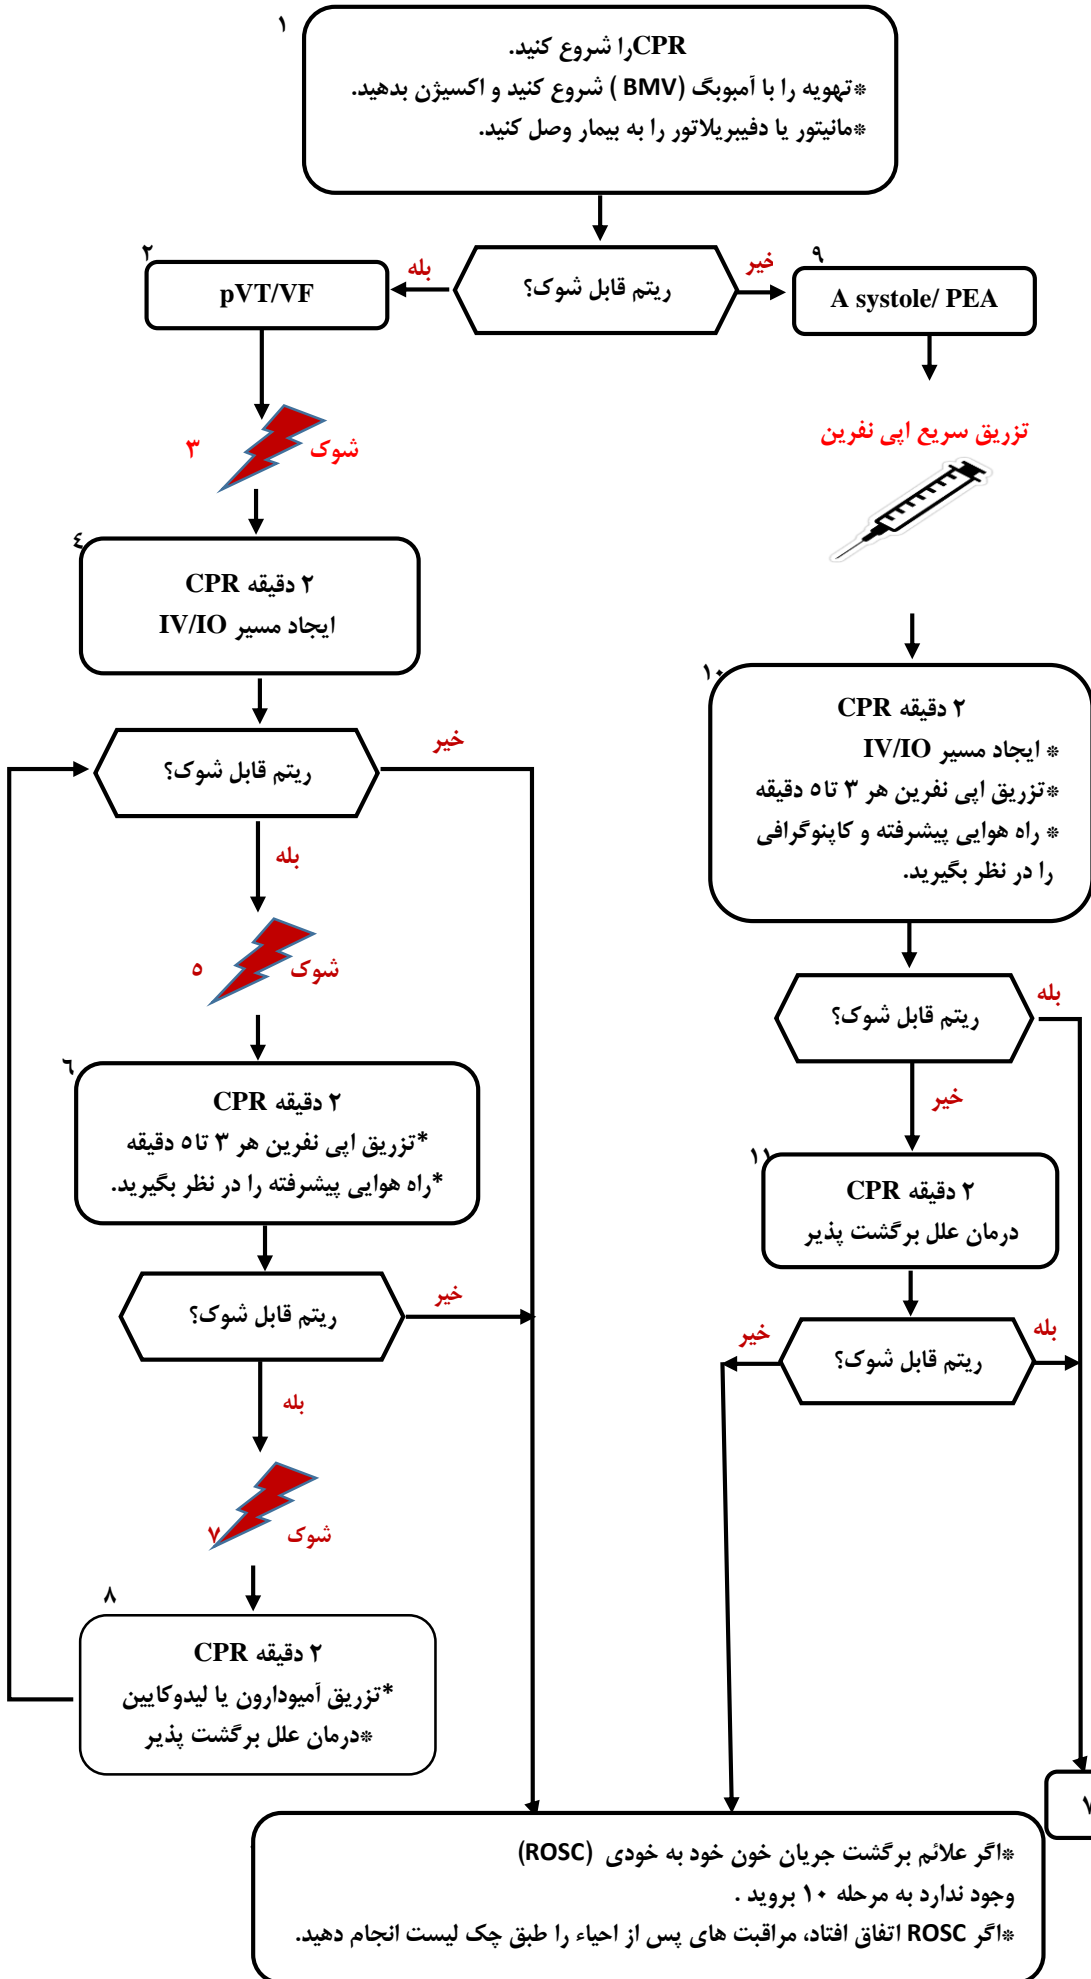 ۱
CPRرا شروع کنید.
*تهویه را با آمبوبگ (BMV ) شروع کنید و اکسیژن بدهید.
*مانیتور یا دفیبریلاتور را به بیمار وصل کنید.
ریتم قابل شوک؟
بله
خیر
۲
pVT/VF
۳
شوک
٤
۲ دقیقه CPR
ایجاد مسیر IV/IO
ریتم قابل شوک؟
خیر
بله
٥
شوک
٦
۲ دقیقه CPR
*تزریق اپی نفرین هر ۳ تا٥ دقیقه
*راه هوایی پیشرفته را در نظر بگیرید.
ریتم قابل شوک؟
خیر
بله
۷
شوک
۸
۲ دقیقه CPR
*تزریق آمیودارون یا لیدوکایین
*درمان علل برگشت پذیر
۹
A systole/ PEA
تزریق سریع اپی نفرین
۱۰
۲ دقیقه CPR
* ایجاد مسیر IV/IO
*تزریق اپی نفرین هر ۳ تا٥ دقیقه
* راه هوایی پیشرفته و کاپنوگرافی
را در نظر بگیرید.
ریتم قابل شوک؟
بله
خیر
۱۱
۲ دقیقه CPR
درمان علل برگشت پذیر
ریتم قابل شوک؟
خیر
بله
۷
*اگر علائم برگشت جریان خون خود به خودی (ROSC)
وجود ندارد به مرحله ۱۰ بروید .
*اگر ROSC اتفاق افتاد، مراقبت های پس از احیاء را طبق چک لیست انجام دهید.